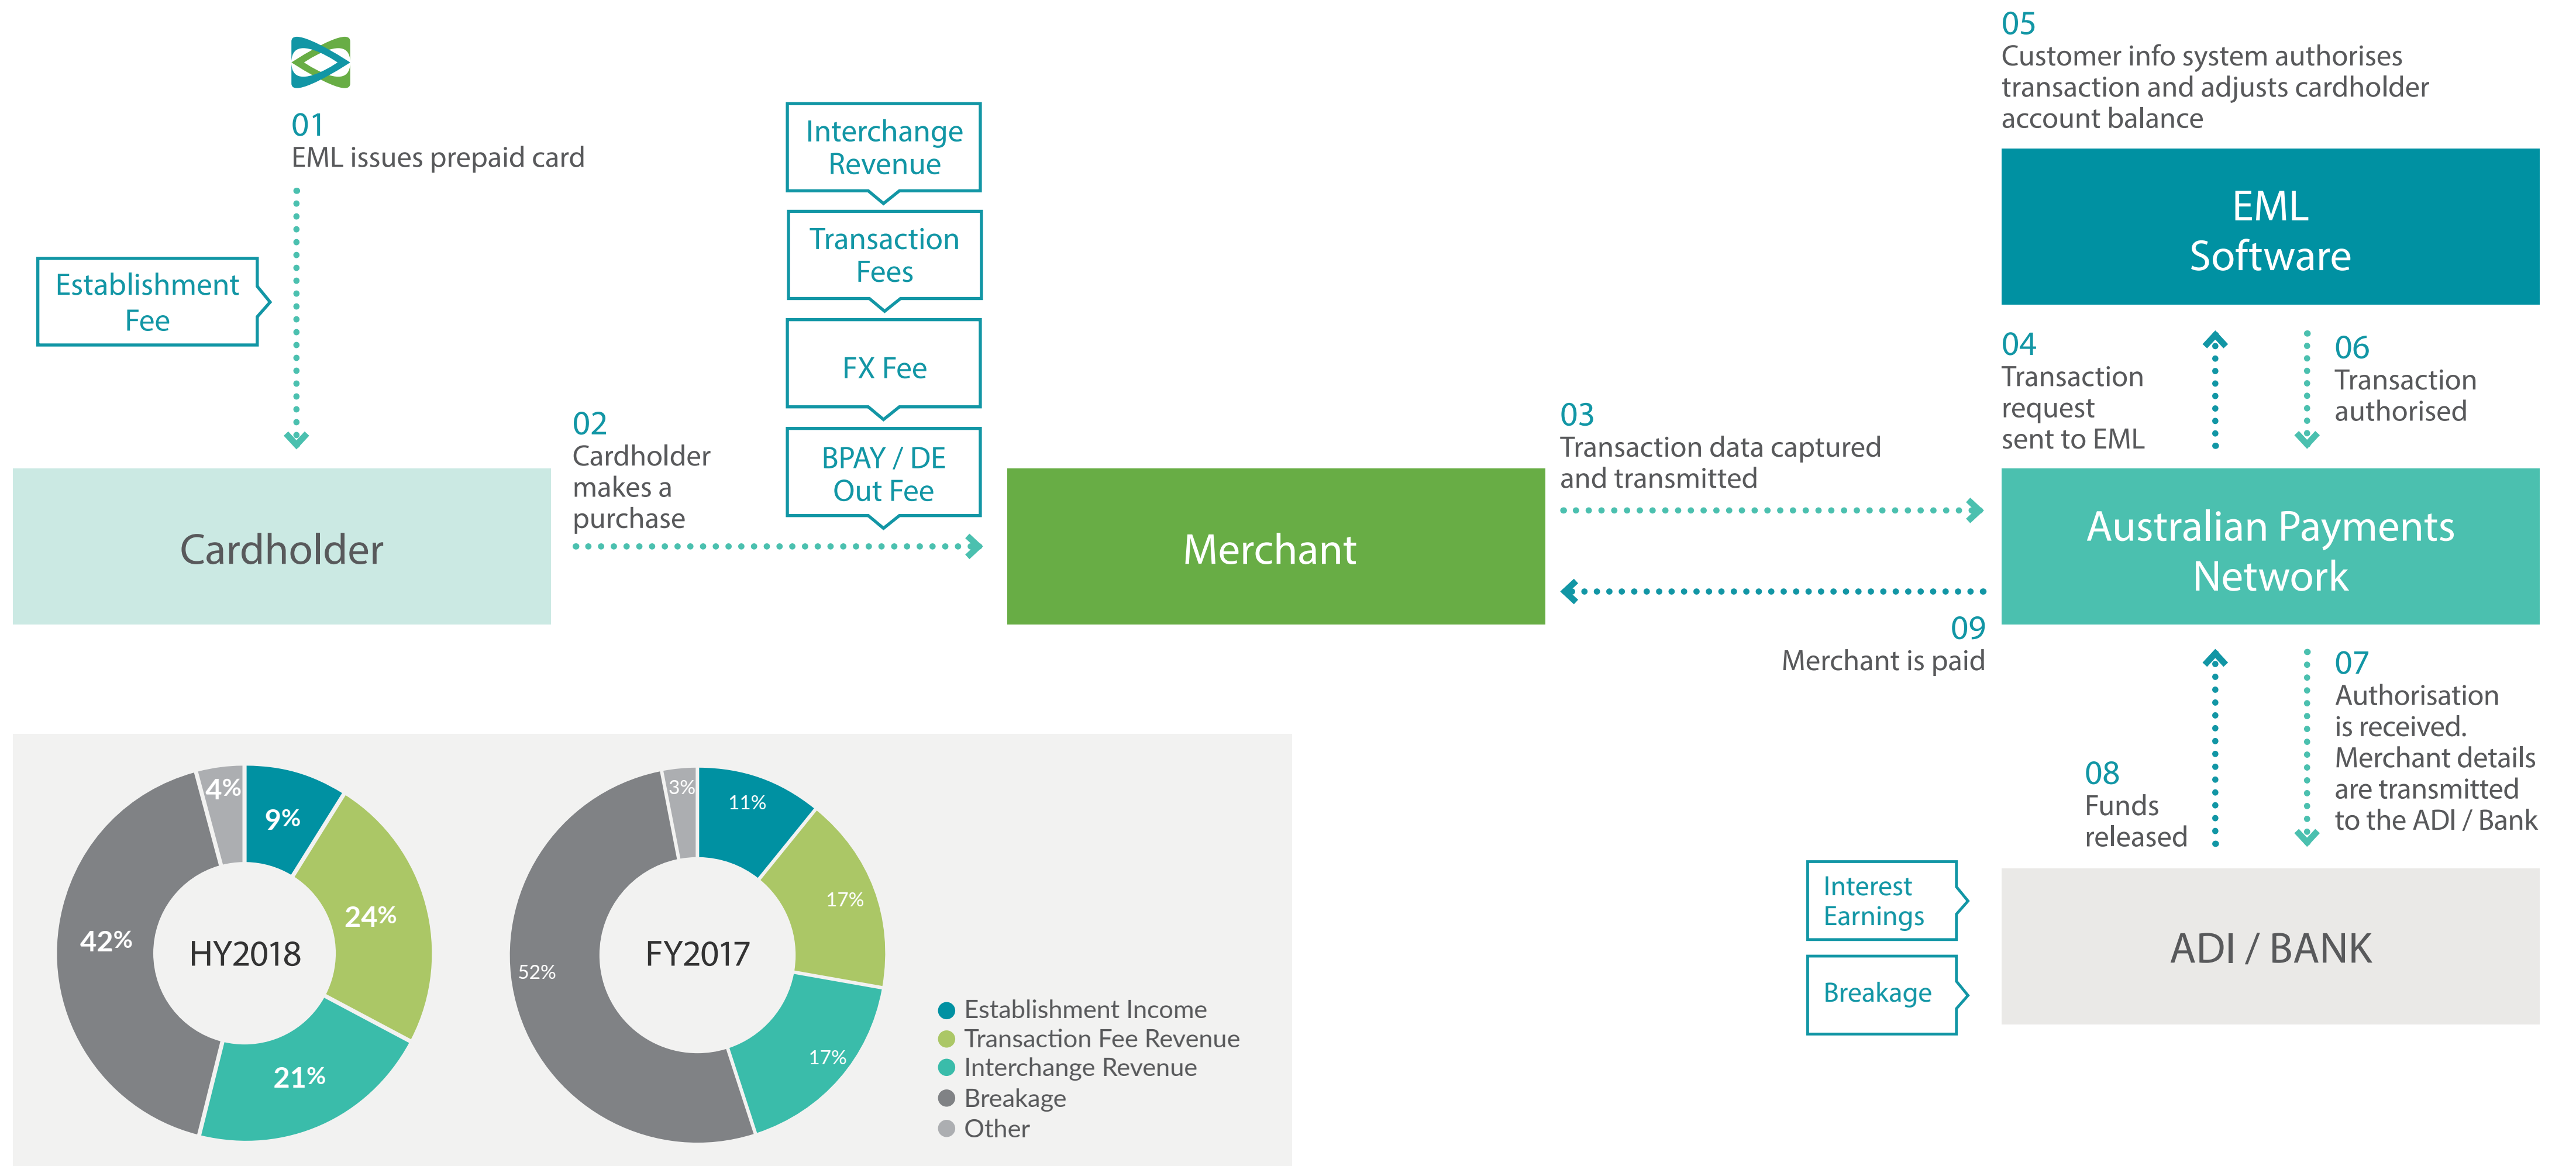 01
EML issues prepaid card
Establishment
Fee
Cardholder
02
Cardholder
makes a
purchase
Interchange
Revenue
Transaction
Fees
FX Fee
BPAY / DE
Out Fee
Merchant
03
Transaction data captured
and transmitted
09
Merchant is paid
05
Customer info system authorises
transaction and adjusts cardholder
account balance
EML
Software
04
Transaction
request
sent to EML
06
Transaction
authorised
Australian Payments
Network
07
Authorisation
is received.
Merchant details
are transmitted
to the ADI / Bank
08
Funds
released
Interest
Earnings
Breakage
ADI / BANK
4%
9%
24%
42%
21%
HY2018
3%
11%
17%
52%
17%
FY2017
Establishment Income
Transaction Fee Revenue
Interchange Revenue
Breakage
Other